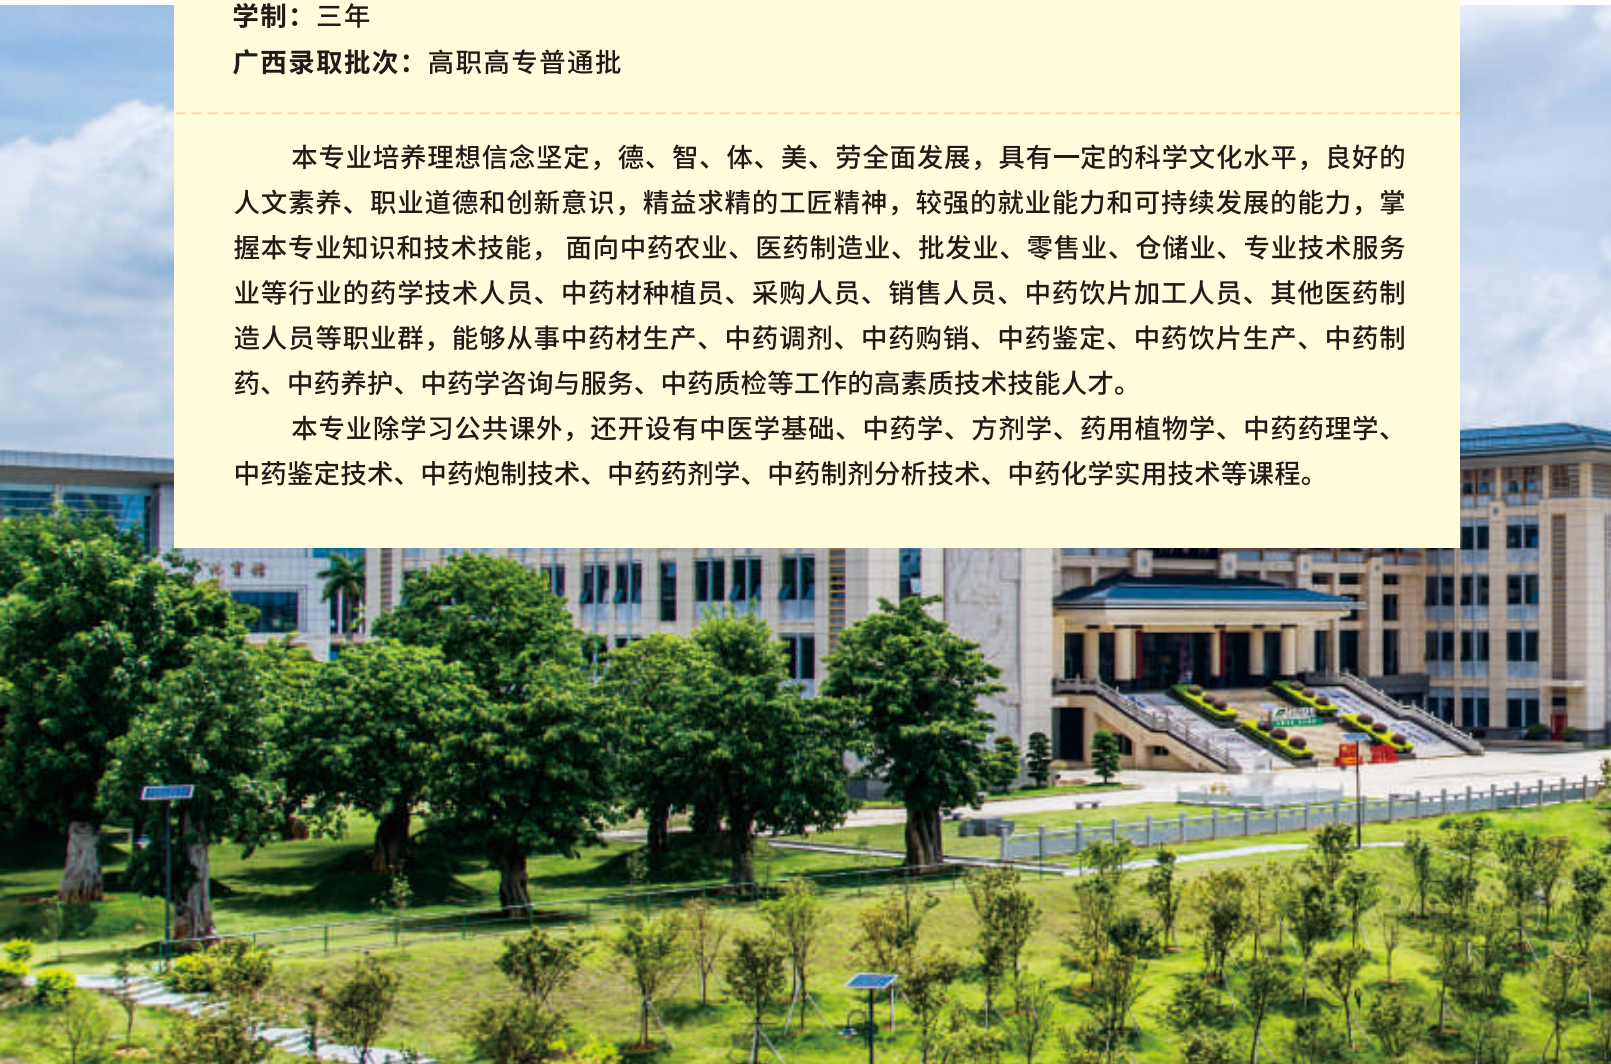 学制：三年
广西录取批次：高职高专普通批
本专业培养理想信念坚定，德、智、体、美、劳全面发展，具有一定的科学文化水平，良好的
人文素养、职业道德和创新意识，精益求精的工匠精神，较强的就业能力和可持续发展的能力，掌
握本专业知识和技术技能， 面向中药农业、医药制造业、批发业、零售业、仓储业、专业技术服务
业等行业的药学技术人员、中药材种植员、采购人员、销售人员、中药饮片加工人员、其他医药制
造人员等职业群，能够从事中药材生产、中药调剂、中药购销、中药鉴定、中药饮片生产、中药制
药、中药养护、中药学咨询与服务、中药质检等工作的高素质技术技能人才。
本专业除学习公共课外，还开设有中医学基础、中药学、方剂学、药用植物学、中药药理学、
中药鉴定技术、中药炮制技术、中药药剂学、中药制剂分析技术、中药化学实用技术等课程。